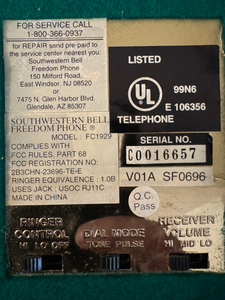 FOR SERVICE CALL
1-800-366-0937
for REPAIR send pre-paid to
the service center closest to you:
Southwestern Bell
Freedom Phone
150 Milford Road,
East Windsor, NJ 08520
or
7475 N. Glen Harbor Blvd.
Glendale, AZ 85307
SOUTHWESTERN BELL
FREEDOM PHONE ®
MODEL : FC1929
COMPLIES WITH
FCC RULES, PART 68
FCC REGISTRATION NO:
2B3CHN-23696-TE-E
RINGER EQUIVALENCE : 1.0B
USES JACK : USOC RJ11C
MADE IN CHINA
LISTED
UL
®
99N6
E 106356
TELEPHONE
SERIAL NO.
C0016657
V01A SF0696
Q.C.
Pass
RINGER
CONTROL
HI LO OFF
DIAL MODE
TONE PULSE
RECEIVER
VOLUME
HI MID LO